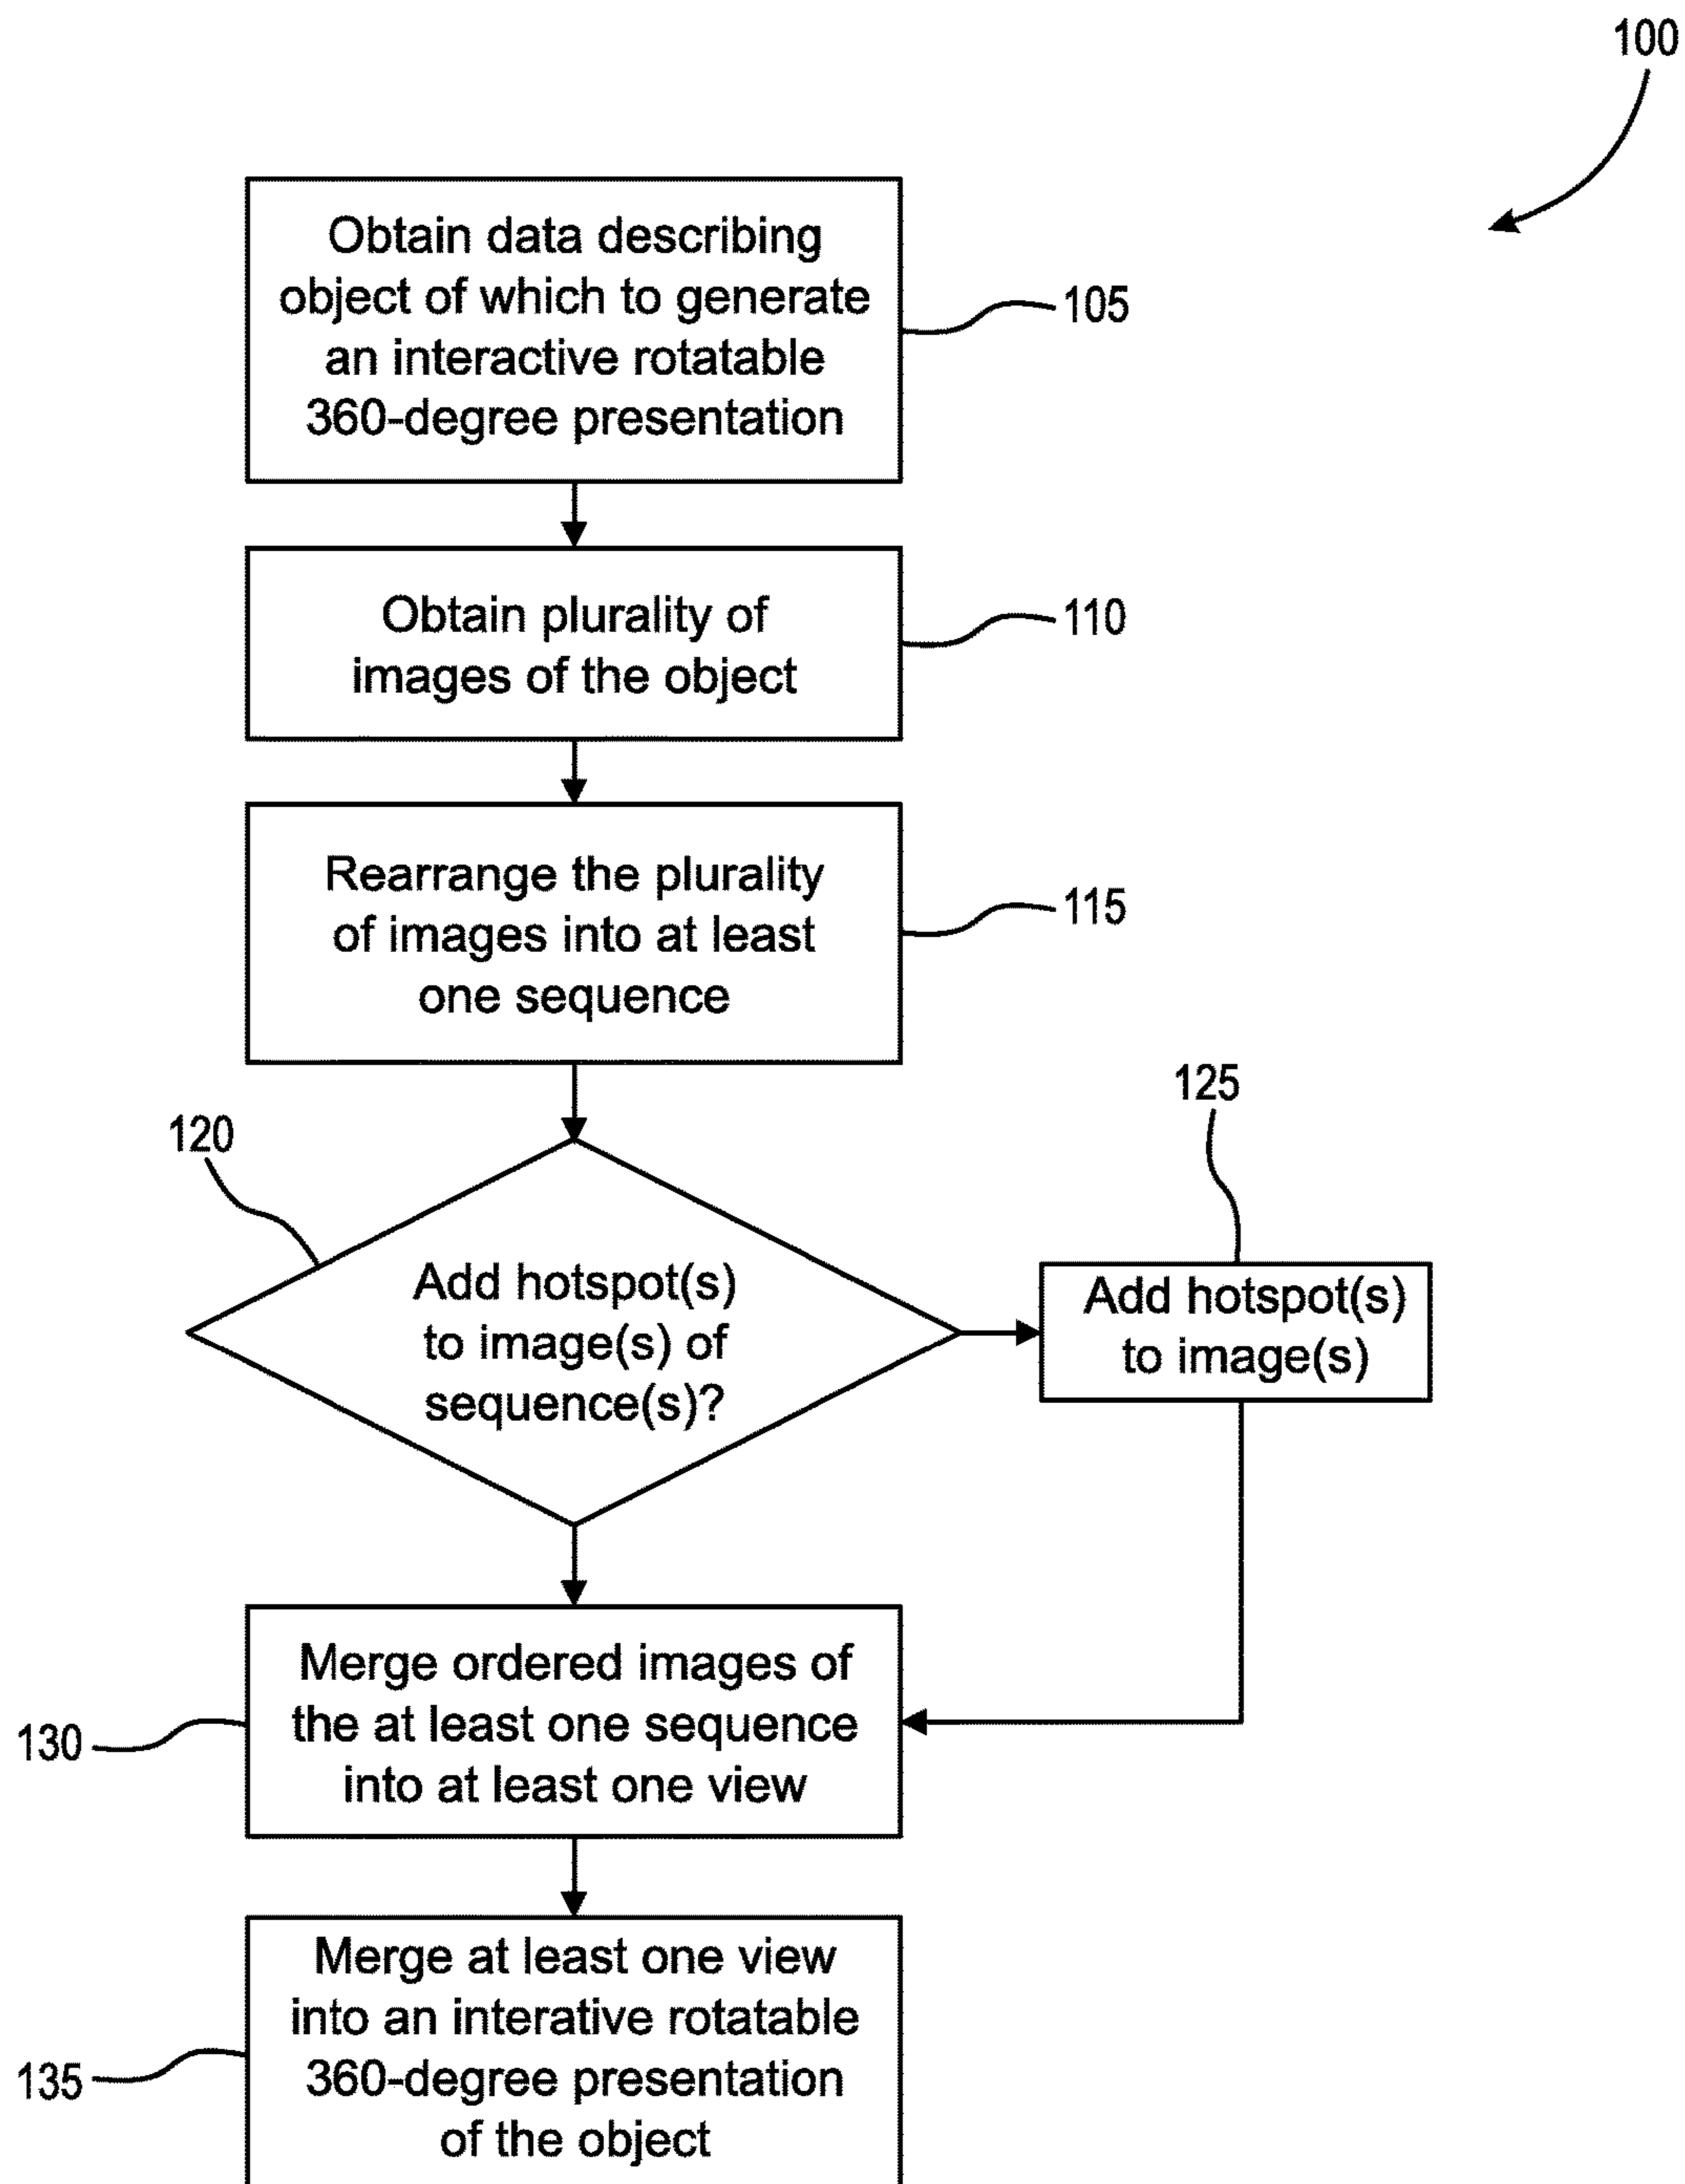 100
Obtain data describing
object of which to generate
an interactive rotatable
360-degree presentation
105
Obtain plurality of
images of the object
110
Rearrange the plurality
of images into at least
one sequence
115
120
Add hotspot(s)
to image(s) of
sequence(s)?
125
Add hotspot(s)
to image(s)
130
Merge ordered images of
the at least one sequence
into at least one view
135
Merge at least one view
into an interative rotatable
360-degree presentation
of the object